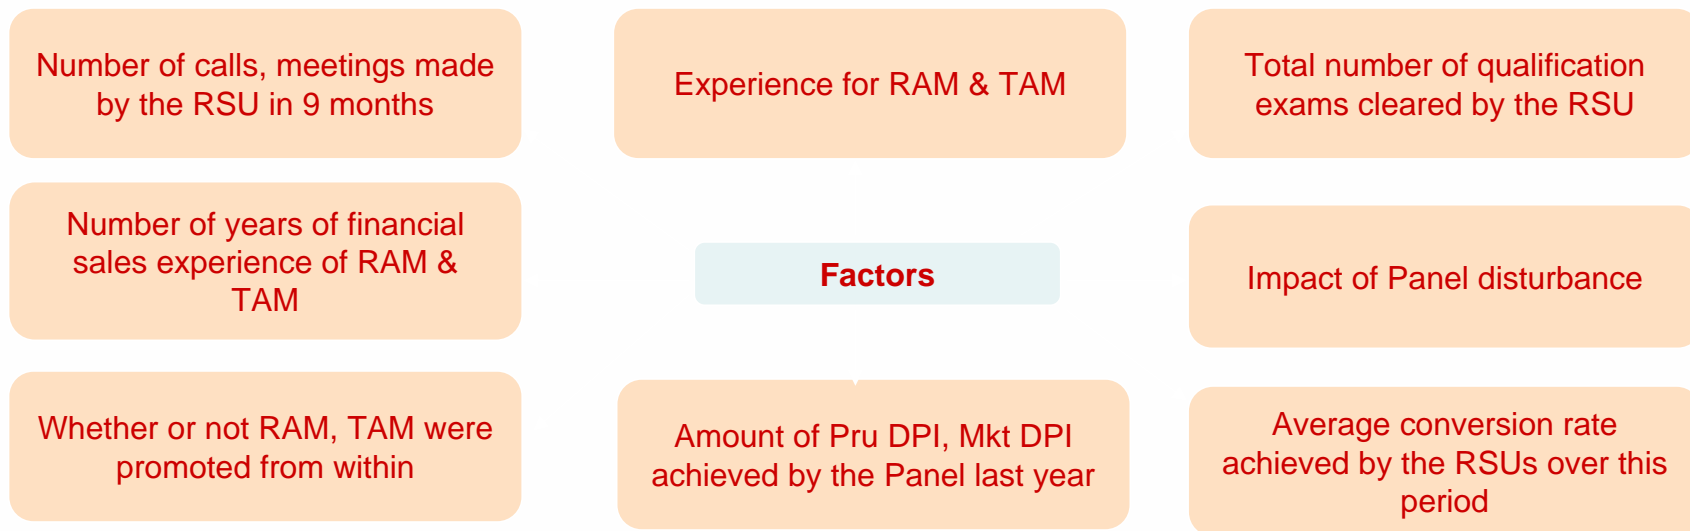 Number of calls, meetings made
by the RSU in 9 months
Experience for RAM & TAM
Total number of qualification
exams cleared by the RSU
Number of years of financial
sales experience of RAM &
TAM
Factors
Impact of Panel disturbance
Whether or not RAM, TAM were
promoted from within
Amount of Pru DPI, Mkt DPI
achieved by the Panel last year
Average conversion rate
achieved by the RSUs over this
period